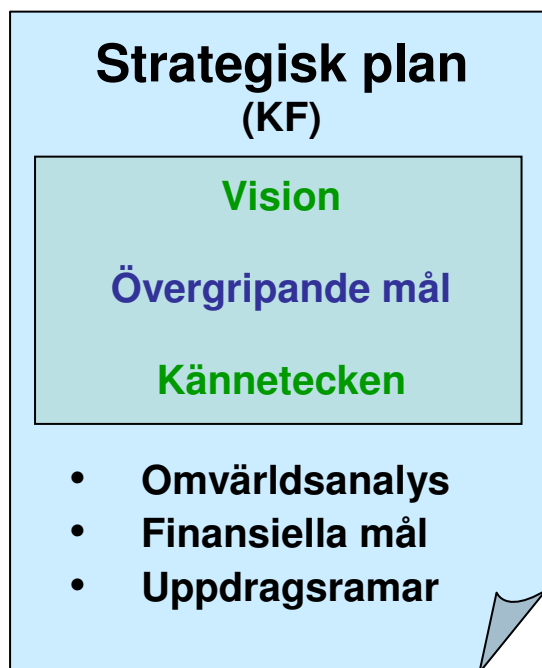 Strategisk plan
(KF)
Vision
Övergripande mål
Kännetecken
• Omvärldsanalys
• Finansiella mål
• Uppdragsramar